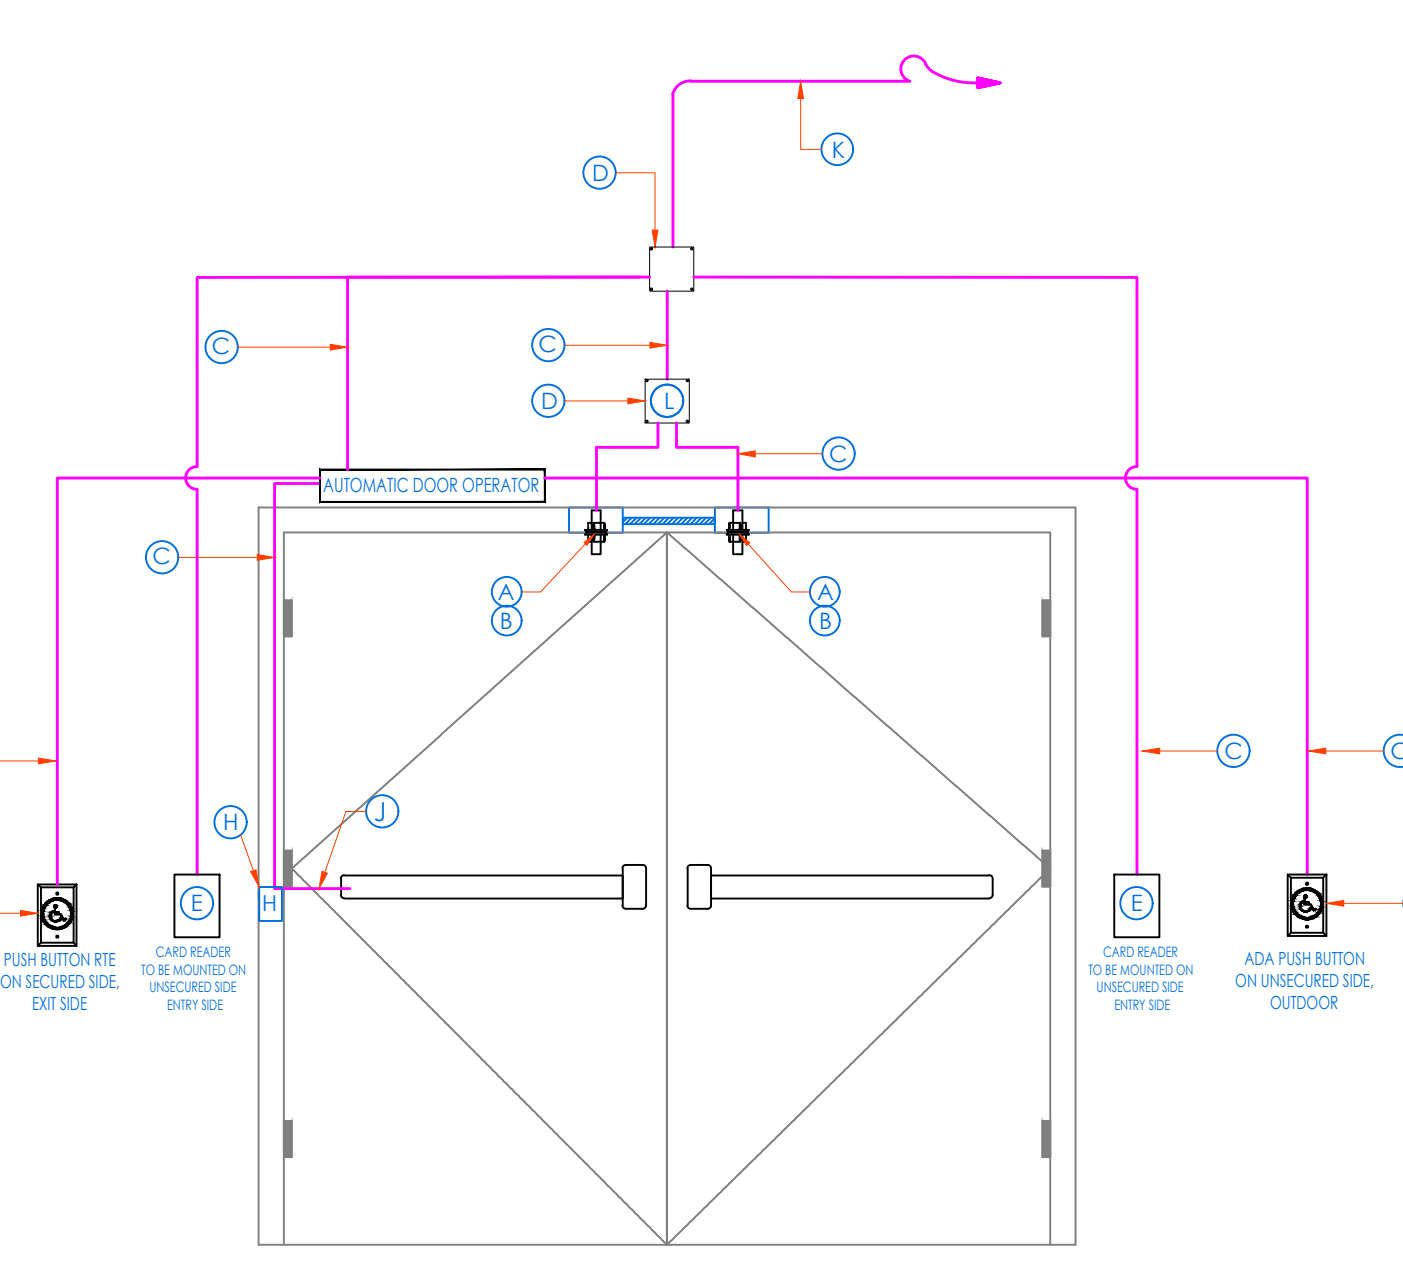 K
D
C
C
D
L
C
AUTOMATIC DOOR OPERATOR
C
A
B
A
B
C
C
J
H
H
E
E
PUSH BUTTON RTE
ON SECURED SIDE,
EXIT SIDE
CARD READER
TO BE MOUNTED ON
UNSECURED SIDE
ENTRY SIDE
CARD READER
TO BE MOUNTED ON
UNSECURED SIDE
ENTRY SIDE
ADA PUSH BUTTON
ON UNSECURED SIDE,
OUTDOOR